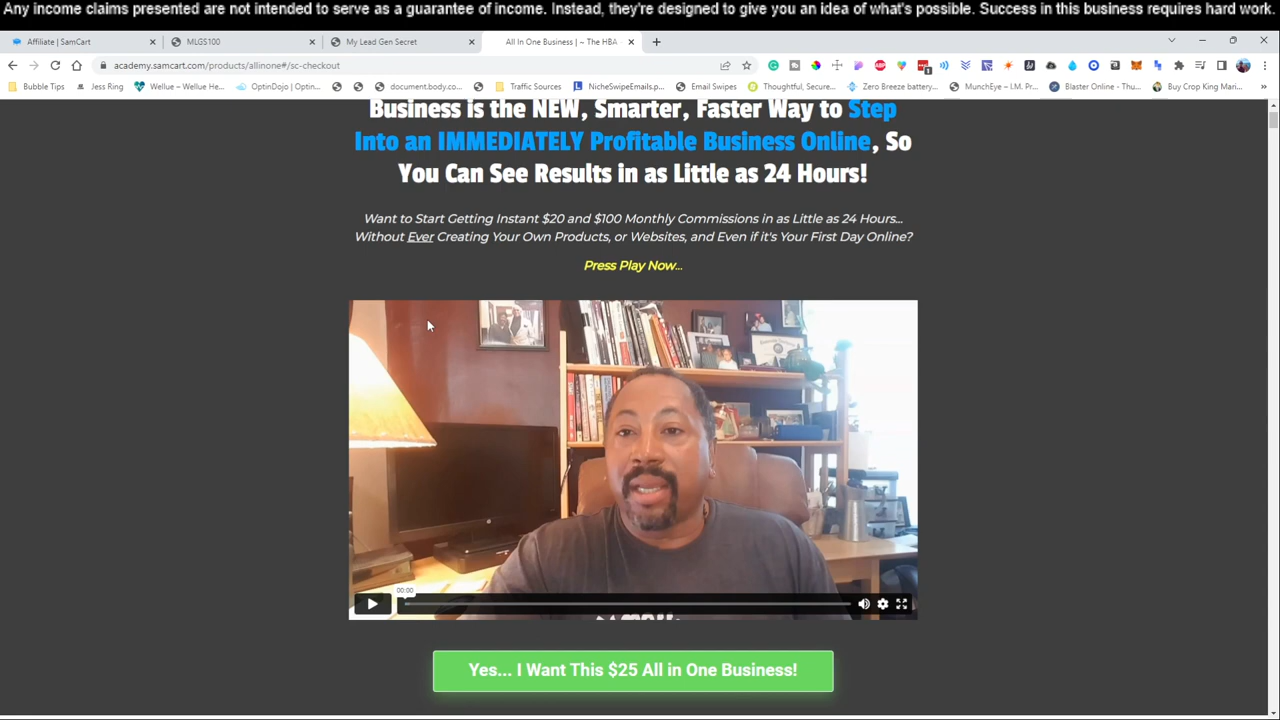 Any income claims presented are not intended to serve as a guarantee of income. Instead, they're designed to give you an idea of what's possible. Success in this business requires hard work.
Affiliate | SamCart
MLGS100
My Lead Gen Secret
All In One Business | ~ The HBA
academy.samcart.com/products/allinone#/sc-checkout
Bubble Tips
Jess Ring
Wellue – Wellue He...
OptinDojo | Optin...
document.body.co...
Traffic Sources
NicheSwipeEmails.p...
Email Swipes
Thoughtful, Secure...
Zero Breeze battery...
MunchEye – I.M. Pr...
Blaster Online - Thu...
Buy Crop King Mari...
Business is the NEW, Smarter, Faster Way to Step
Into an IMMEDIATELY Profitable Business Online, So
You Can See Results in as Little as 24 Hours!
Want to Start Getting Instant $20 and $100 Monthly Commissions in as Little as 24 Hours...
Without Ever Creating Your Own Products, or Websites, and Even if it's Your First Day Online?
Press Play Now...
00:00
Yes... I Want This $25 All in One Business!